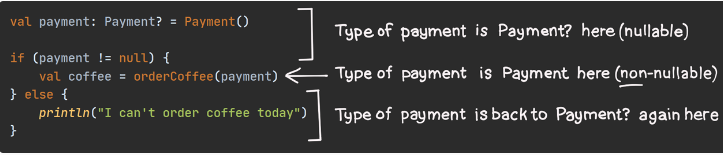 val payment: Payment? = Payment()
Type of payment is Payment? here (nullable)
if (payment != null) {
val coffee = orderCoffee(payment)
Type of payment is Payment here (non-nullable)
} else {
println("I can't order coffee today")
Type of payment is back to Payment? again here
}